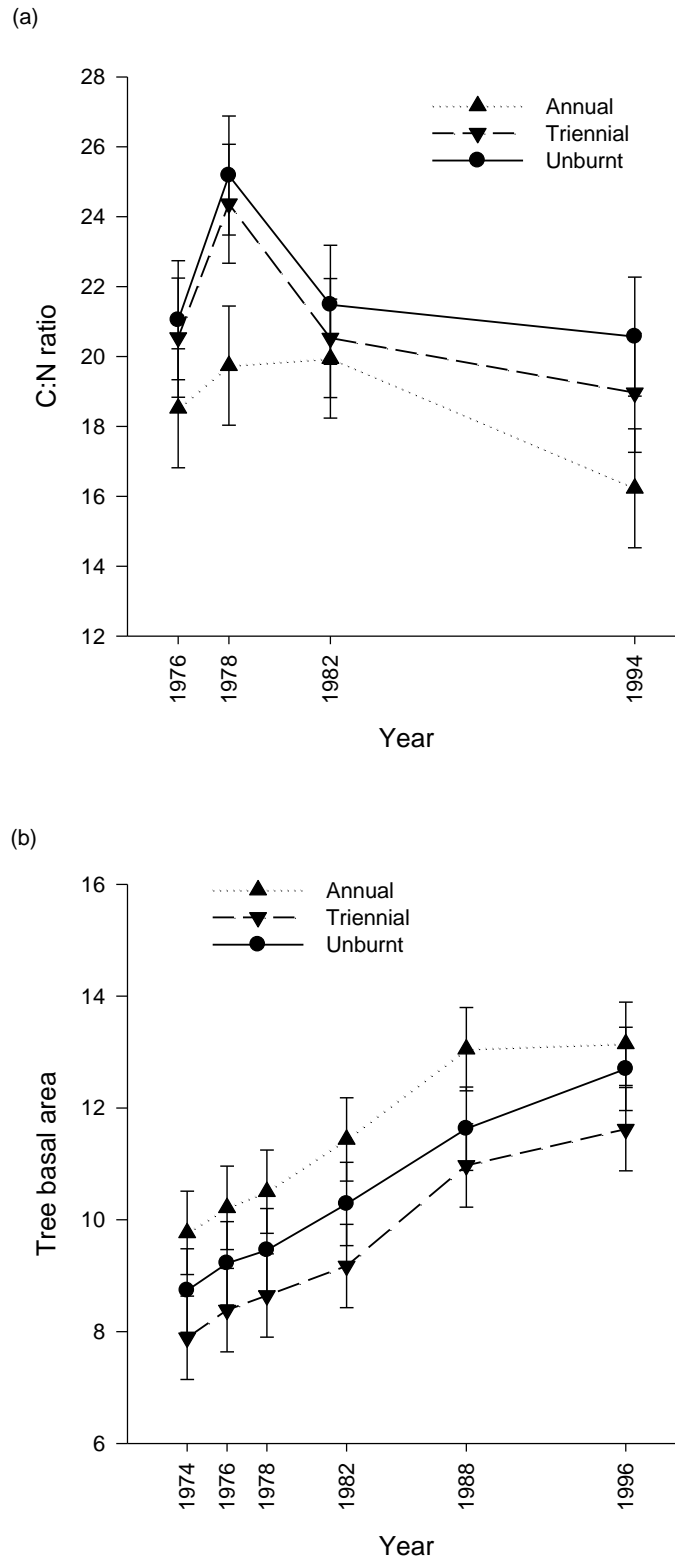 (a)
28
26
24
22
20
18
16
14
12
C:N ratio
Annual
Triennial
Unburnt
1976
1978
1982
1994
Year
(b)
16
14
12
10
8
6
Tree basal area
Annual
Triennial
Unburnt
1974
1976
1978
1982
1988
1996
Year